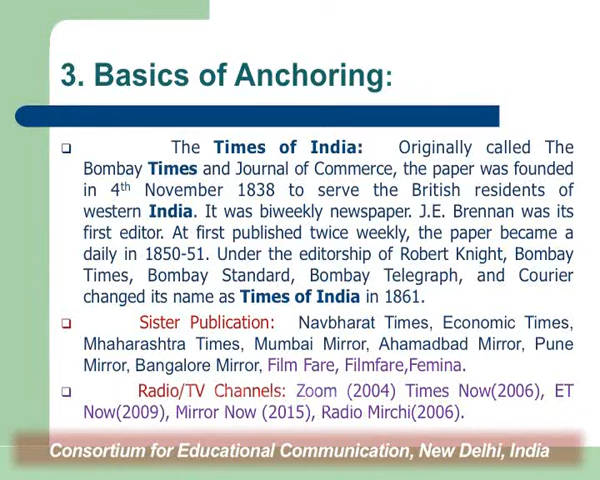 3. Basics of Anchoring:
The Times of India: Originally called The
Bombay Times and Journal of Commerce, the paper was founded
in 4th November 1838 to serve the British residents of
western India. It was biweekly newspaper. J.E. Brennan was its
first editor. At first published twice weekly, the paper became a
daily in 1850-51. Under the editorship of Robert Knight, Bombay
Times, Bombay Standard, Bombay Telegraph, and Courier
changed its name as Times of India in 1861.
Sister Publication: Navbharat Times, Economic Times,
Mhaharashtra Times, Mumbai Mirror, Ahamadbad Mirror, Pune
Mirror, Bangalore Mirror, Film Fare, Filmfare,Femina.
Radio/TV Channels: Zoom (2004) Times Now(2006), ET
Now(2009), Mirror Now (2015), Radio Mirchi(2006).
Consortium for Educational Communication, New Delhi, India